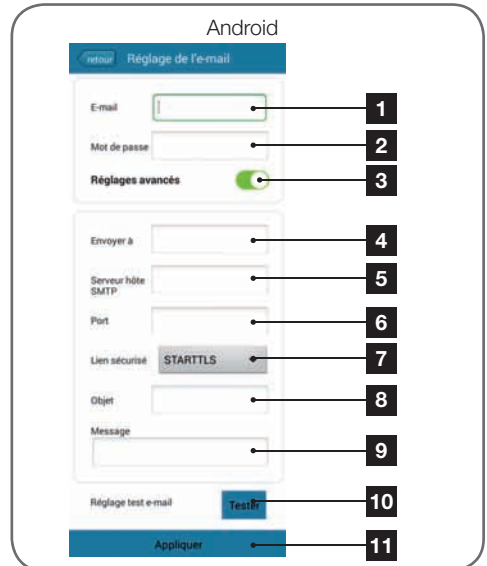 Android
retour Réglage de l'e-mail
E-mail 1
Mot de passe 2
Réglages avancés 3
Envoyer à 4
Serveur hôte SMTP 5
Port 6
Lien sécurisé STARTTLS 7
Objet 8
Message
9
Réglage test e-mail Tester 10
Appliquer 11